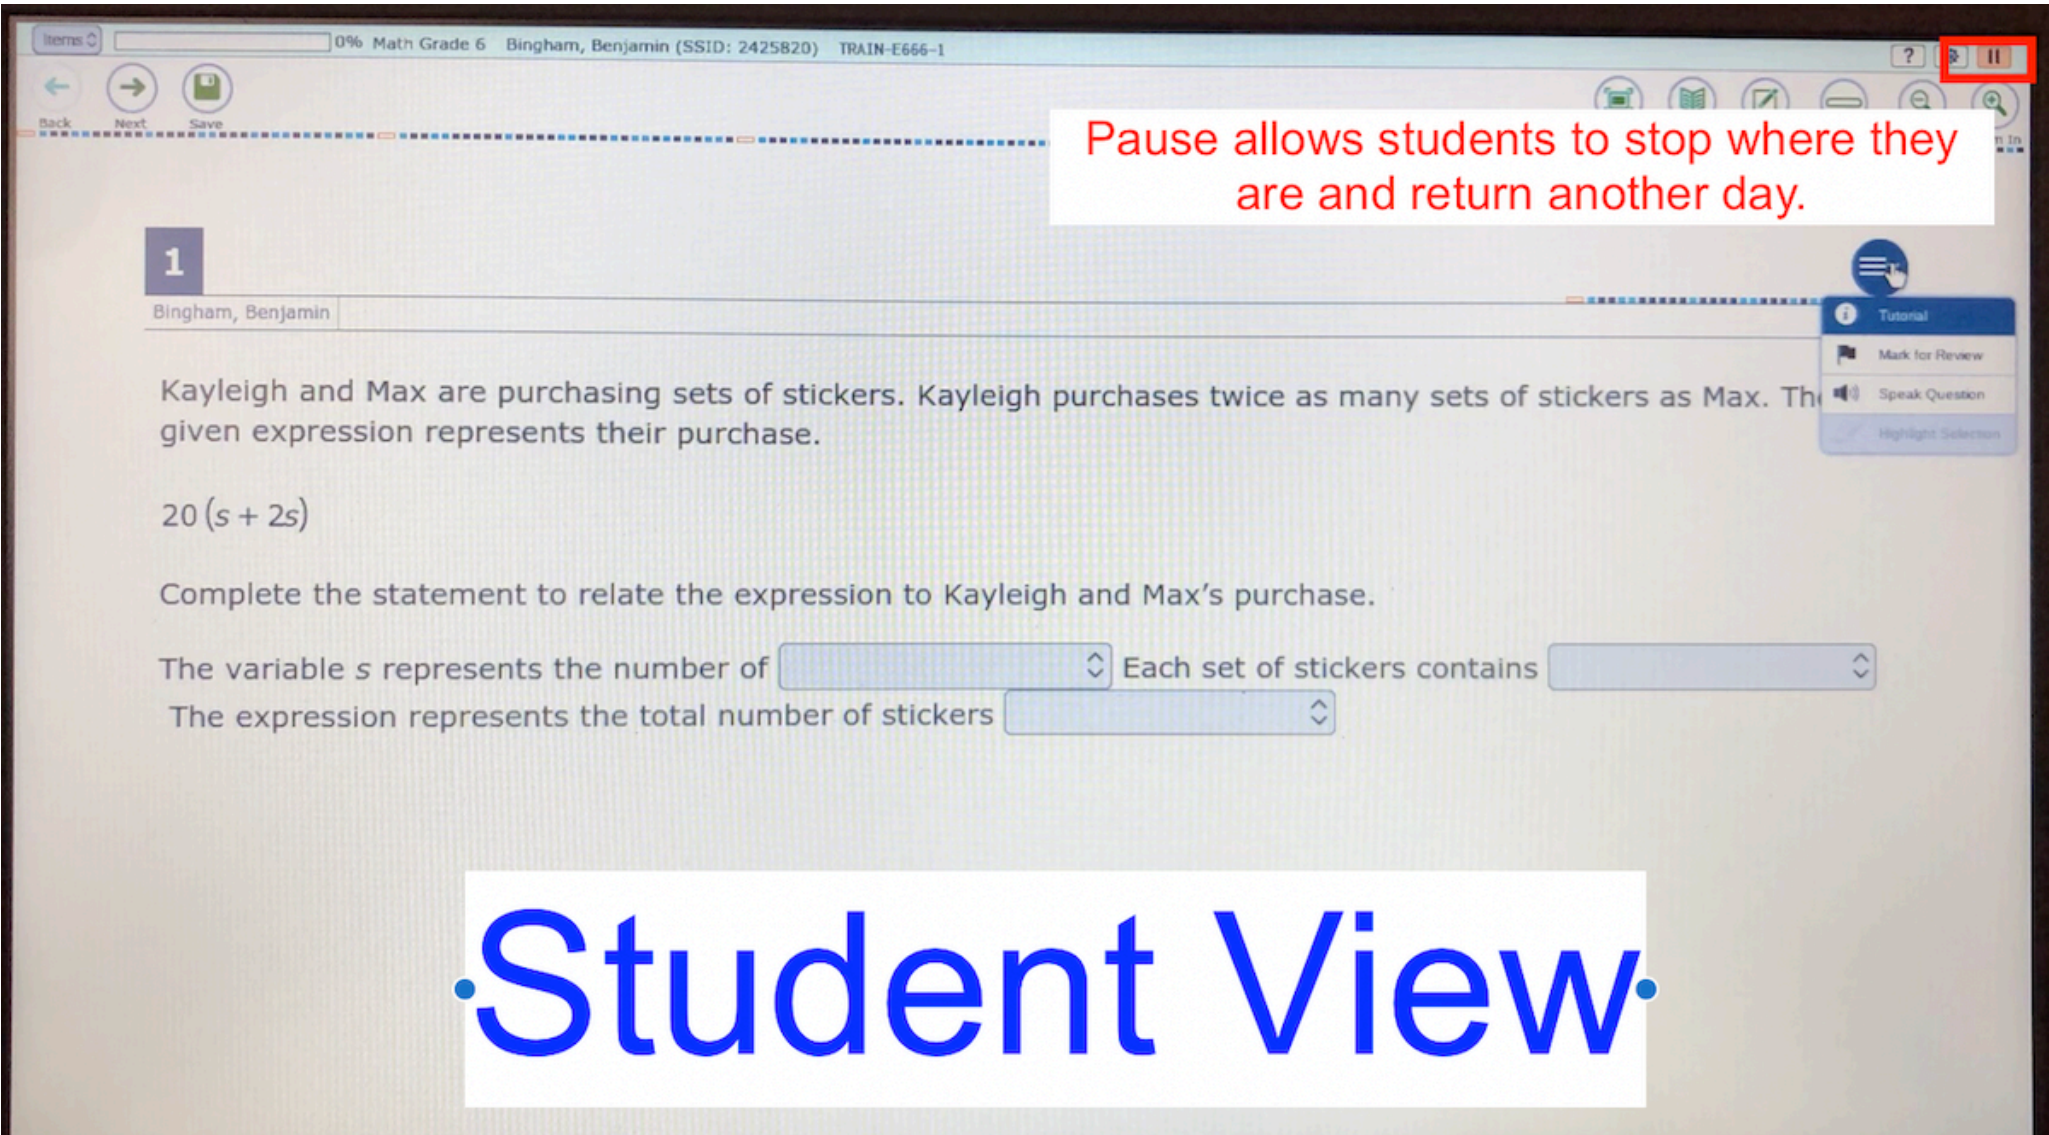 Items
0% Math Grade 6 Bingham, Benjamin (SSID: 2425820) TRAIN-E666-1
?
Back Next Save
Pause allows students to stop where they
are and return another day.
In
1
Bingham, Benjamin
Tutorial
Mark for Review
Speak Question
Highlight Selection
Kayleigh and Max are purchasing sets of stickers. Kayleigh purchases twice as many sets of stickers as Max. Th
given expression represents their purchase.
20 (s + 2s)
Complete the statement to relate the expression to Kayleigh and Max’s purchase.
The variable s represents the number of Each set of stickers contains
The expression represents the total number of stickers
Student View